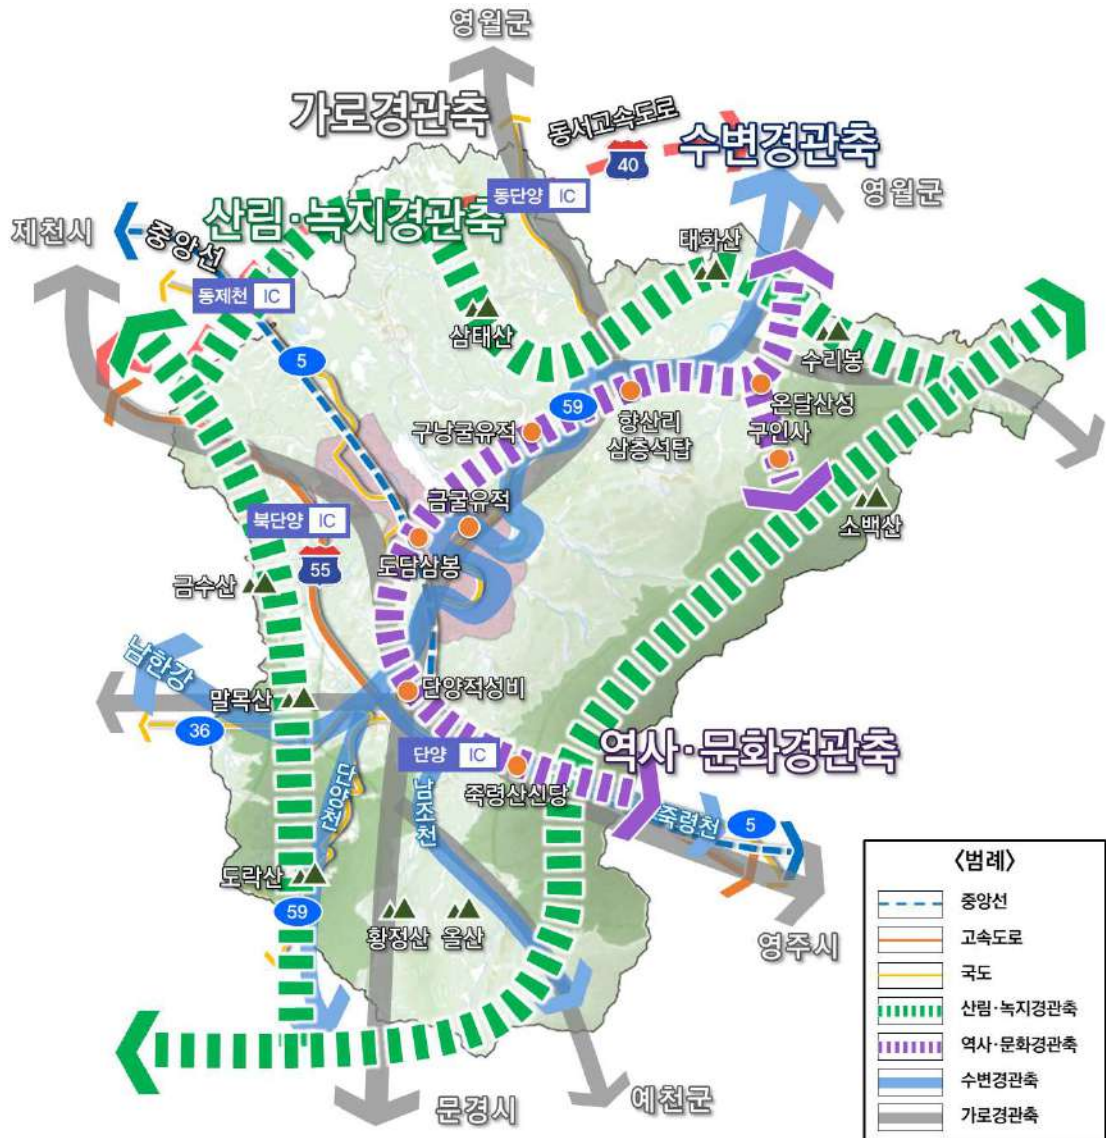 영월군
가로경관축
동서고속도로
수변경관축
40
동단양 IC
영월군
제천시
산림·녹지경관축
중앙선
태화산
동제천 IC
삼태산
수리봉
5
59
온달산성
향산리
삼층석탑
구낭굴유적
구인사
금굴유적
소백산
북단양 IC
도담삼봉
55
금수산
남한강
말목산
단양적성비
36
단양 IC
역사·문화경관축
단양천
남조천
죽령산신당
죽령천
5
도락산
59
황정산
올산
영주시
문경시
예천군
〈범례〉
중앙선
고속도로
국도
산림·녹지경관축
역사·문화경관축
수변경관축
가로경관축